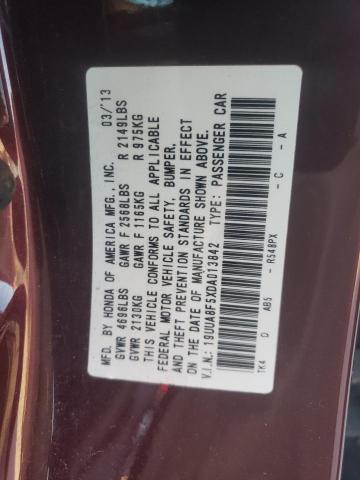 MFD. BY HONDA OF AMERICA MFG., INC. 03/'13
GVWR 4696LBS GAWR F 2568LBS R 2149LBS
GVWR 2130KG GAWR F 1165KG R 975KG
THIS VEHICLE CONFORMS TO ALL APPLICABLE
FEDERAL MOTOR VEHICLE SAFETY, BUMPER,
AND THEFT PREVENTION STANDARDS IN EFFECT
ON THE DATE OF MANUFACTURE SHOWN ABOVE.
V.I.N.: 19UUA8F5XDA013842 TYPE: PASSENGER CAR
TK4 D AB5 - R548PX - C - A